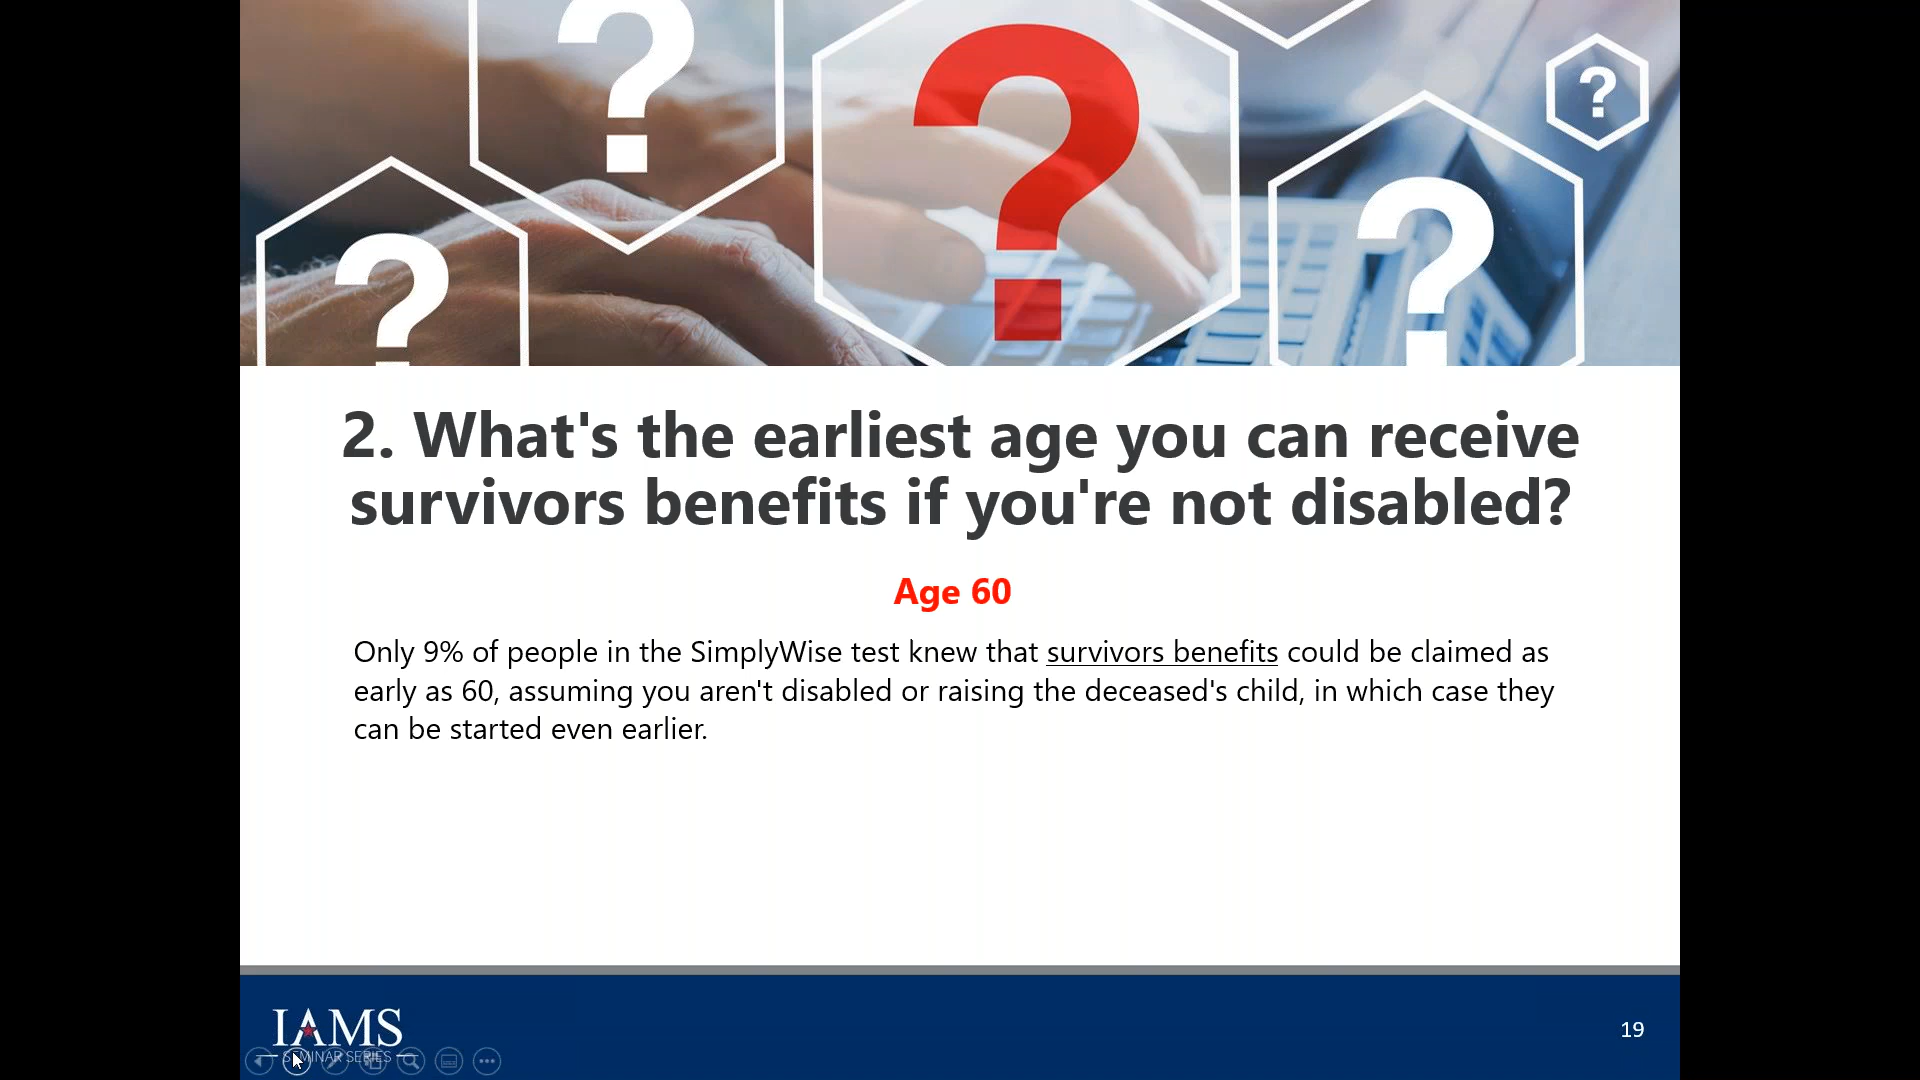 ?
?
?
?
?
2. What's the earliest age you can receive
survivors benefits if you're not disabled?
Age 60
Only 9% of people in the SimplyWise test knew that survivors benefits could be claimed as
early as 60, assuming you aren't disabled or raising the deceased's child, in which case they
can be started even earlier.
IAMS
SEMINAR SERIES
19